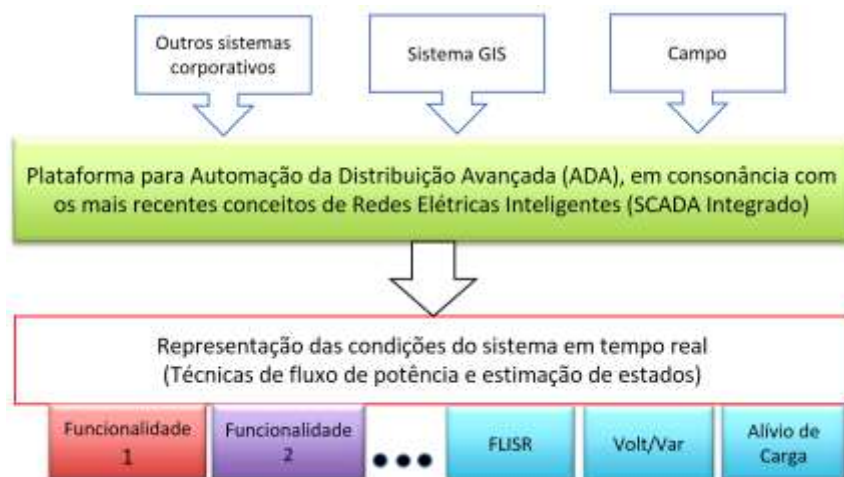 Outros sistemas
corporativos
Sistema GIS
Campo
Plataforma para Automação da Distribuição Avançada (ADA), em consonância com
os mais recentes conceitos de Redes Elétricas Inteligentes (SCADA Integrado)
Representação das condições do sistema em tempo real
(Técnicas de fluxo de potência e estimação de estados)
Funcionalidade
1
Funcionalidade
2
...
FLISR
Volt/Var
Alívio de
Carga